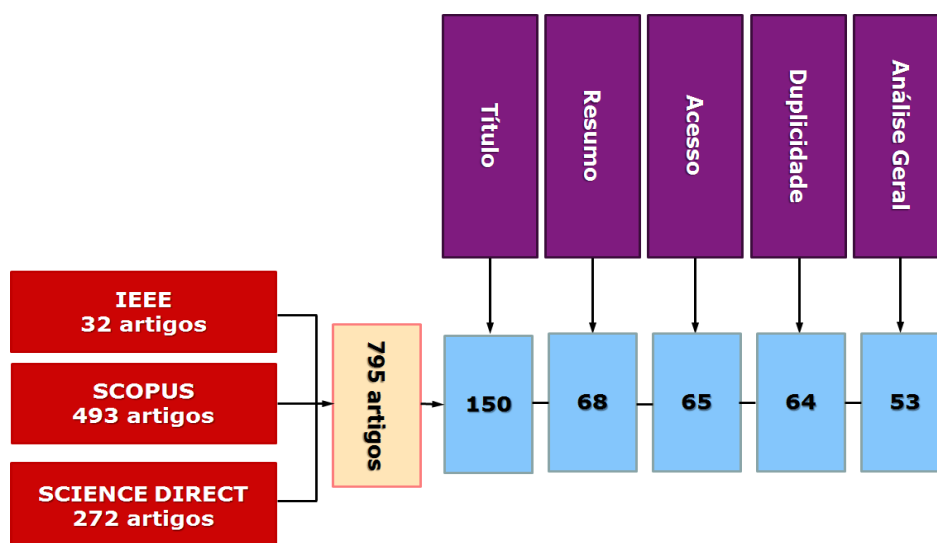 Título
Resumo
Acesso
Duplicidade
Análise Geral
IEEE
32 artigos
SCOPUS
493 artigos
SCIENCE DIRECT
272 artigos
795 artigos
150
68
65
64
53